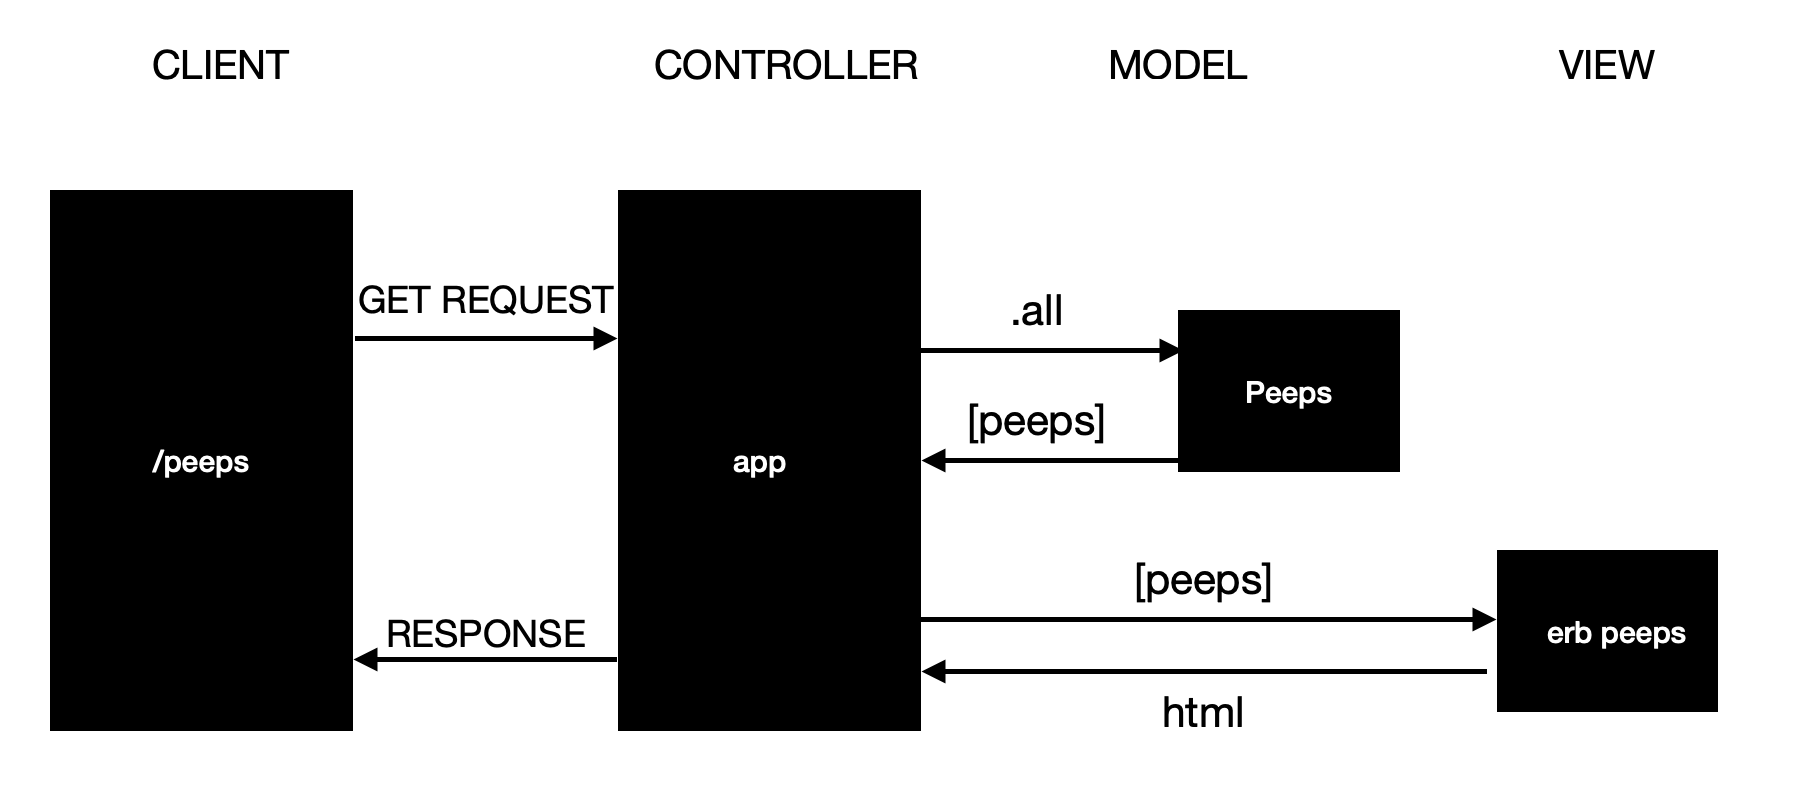 CLIENT
CONTROLLER
MODEL
VIEW
GET REQUEST
.all
Peeps
[peeps]
/peeps
app
[peeps]
erb peeps
RESPONSE
html